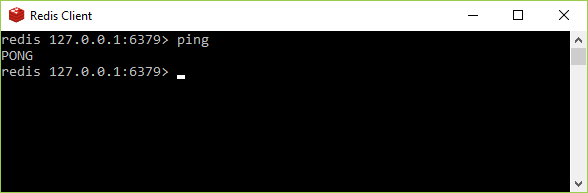 Redis Client
redis 127.0.0.1:6379> ping
PONG
redis 127.0.0.1:6379>